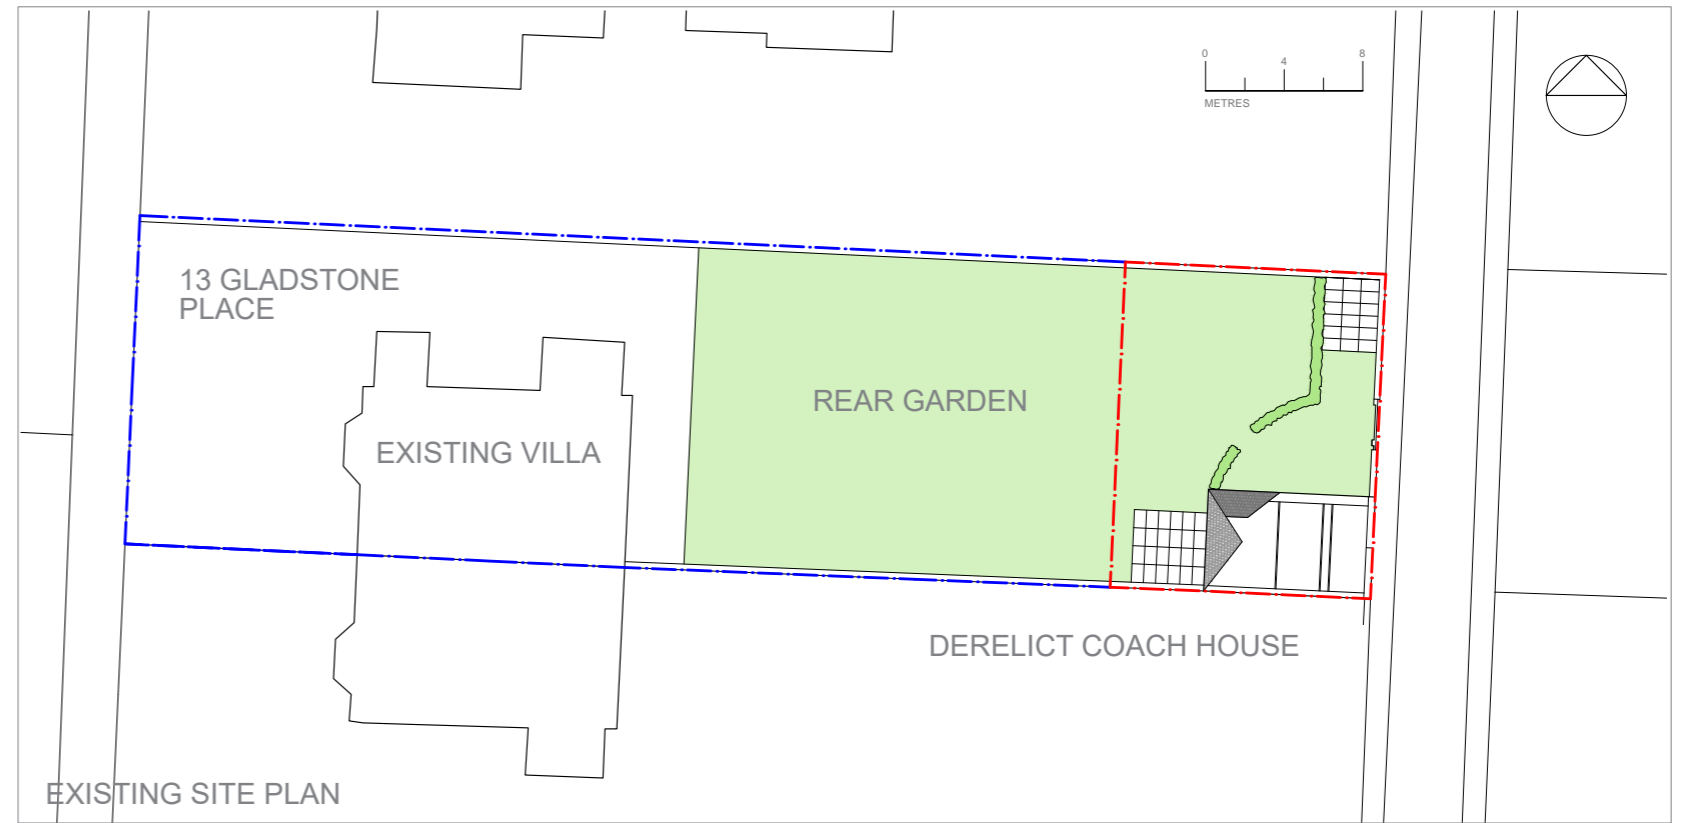 0 4 8
METRES
13 GLADSTONE
PLACE
REAR GARDEN
EXISTING VILLA
DERELICT COACH HOUSE
EXISTING SITE PLAN